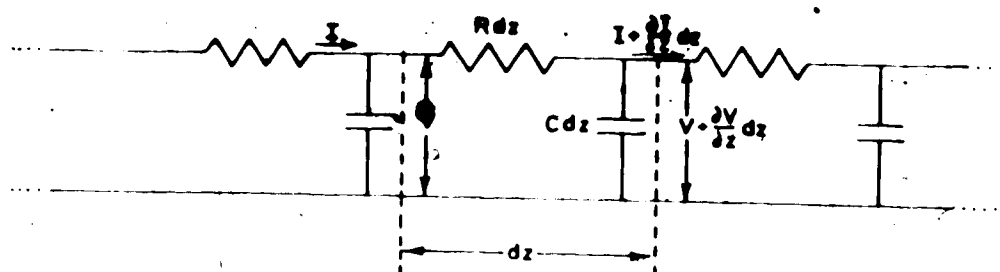 I
Rdz
I + ∂I/∂z dz
Cdz
V + ∂V/∂z dz
dz